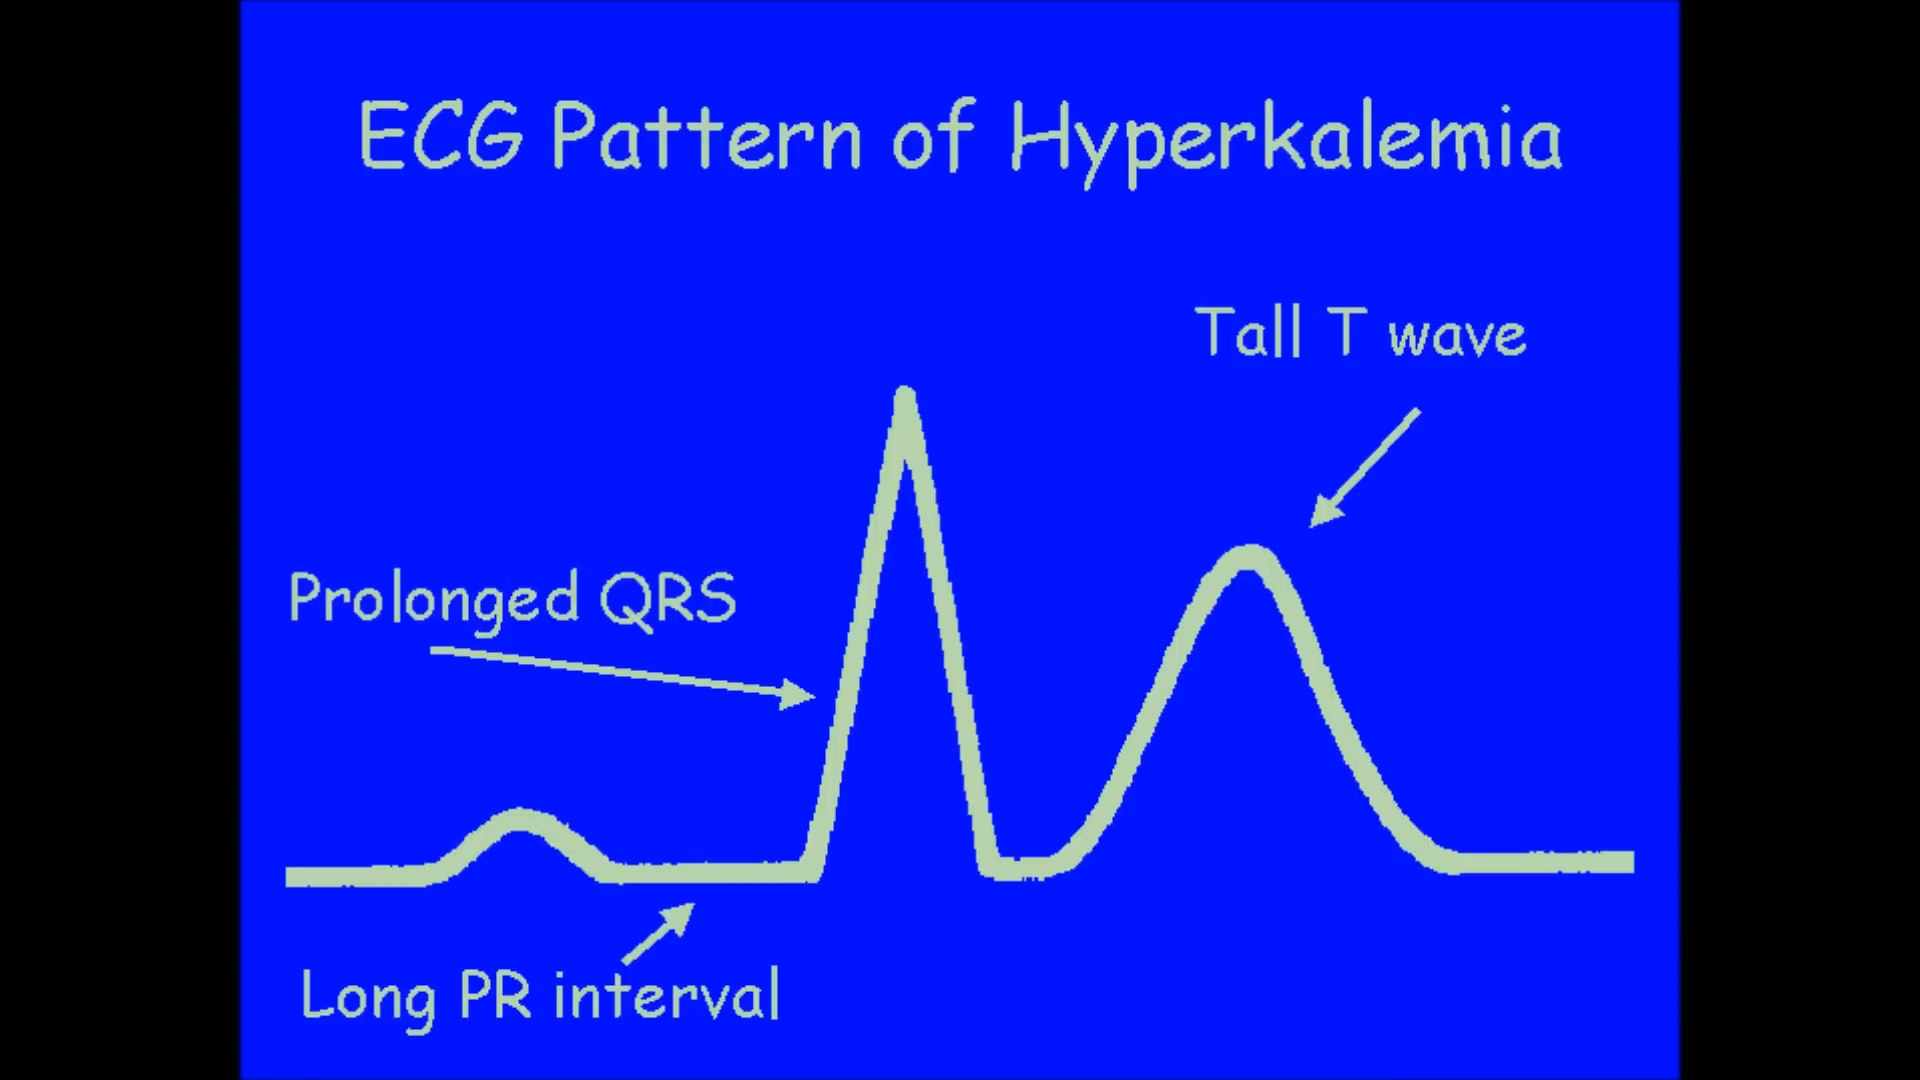 ECG Pattern of Hyperkalemia
Tall T wave
Prolonged QRS
Long PR interval